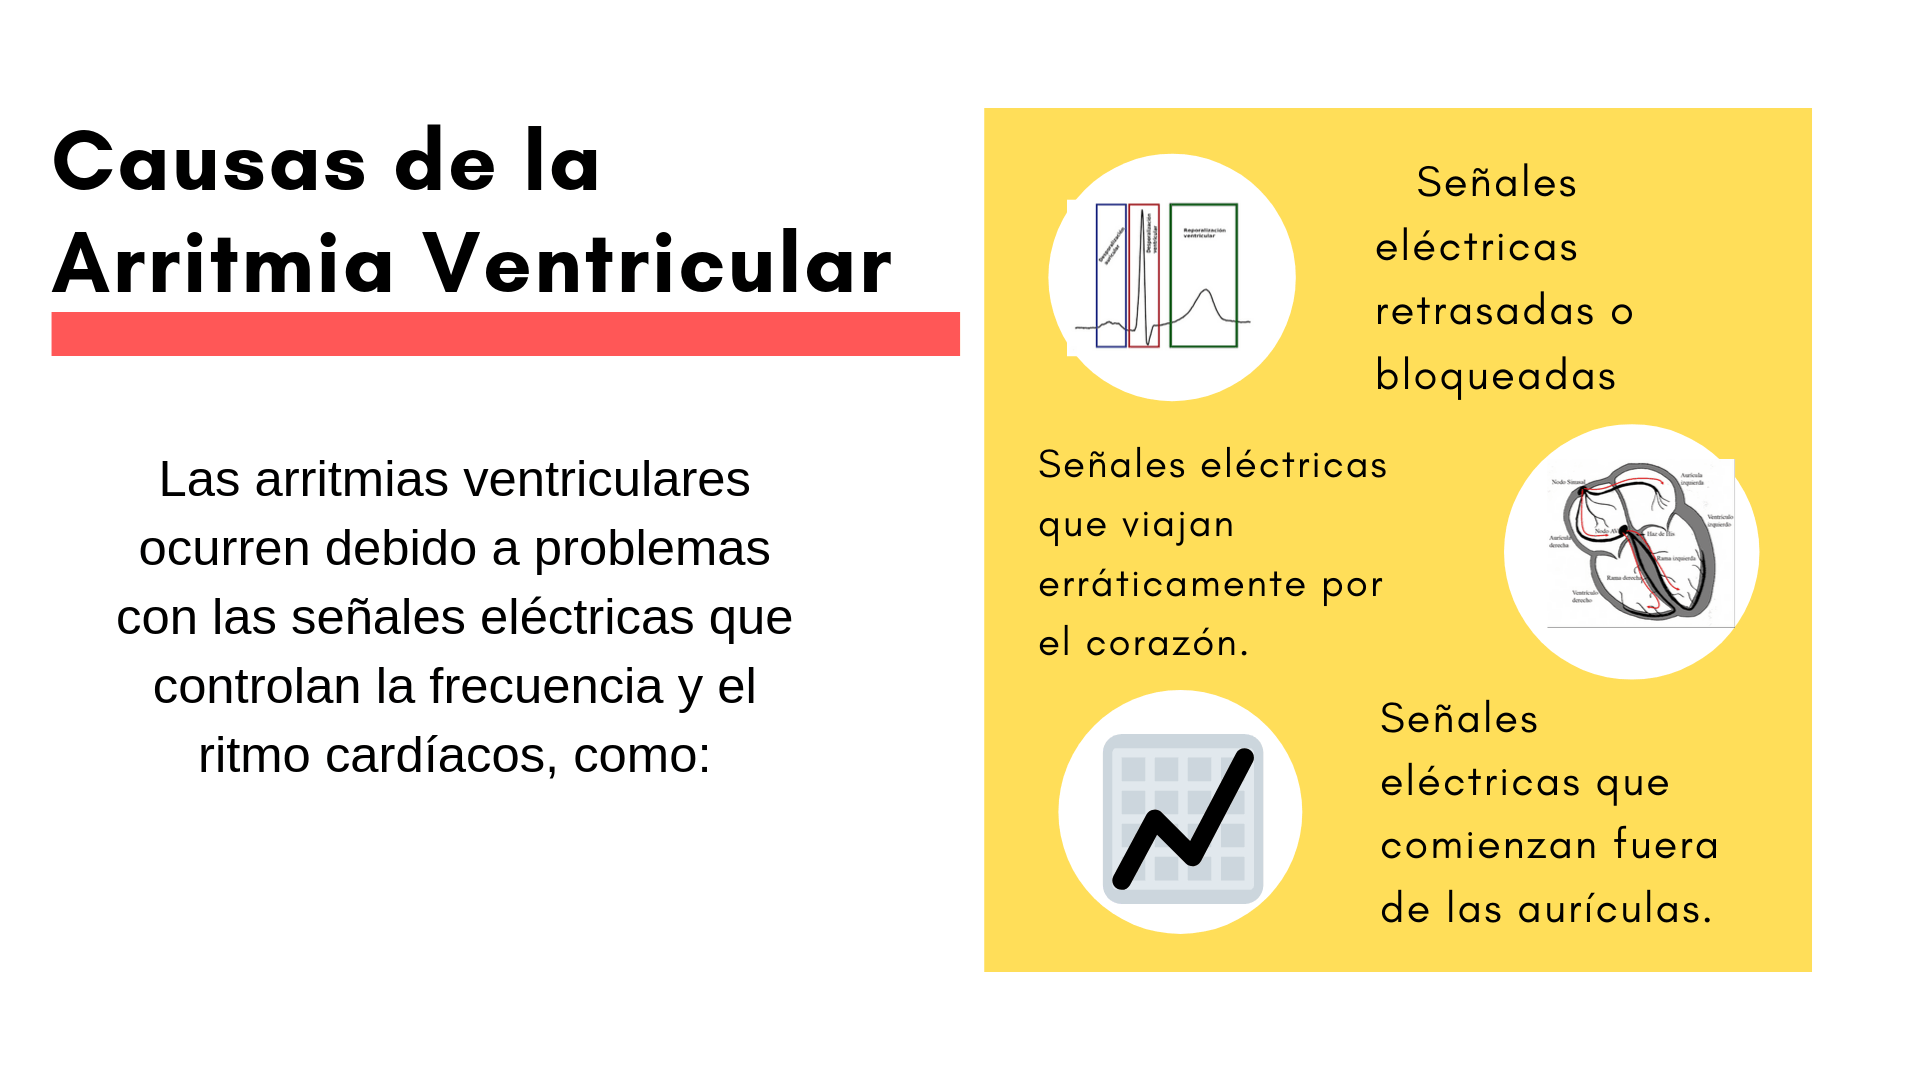 Causas de la
Arritmia Ventricular
Las arritmias ventriculares
ocurren debido a problemas
con las señales eléctricas que
controlan la frecuencia y el
ritmo cardíacos, como:
Señales
eléctricas
retrasadas o
bloqueadas
Señales eléctricas
que viajan
erráticamente por
el corazón.
Señales
eléctricas que
comienzan fuera
de las aurículas.
auricular
ventricular
Reporalización
ventricular
Nodo Sinusal
Aurícula
izquierda
Ventrículo
izquierdo
Nodo AV
Haz de His
Aurícula
derecha
Rama izquierda
Rama derecha
Ventrículo
derecho